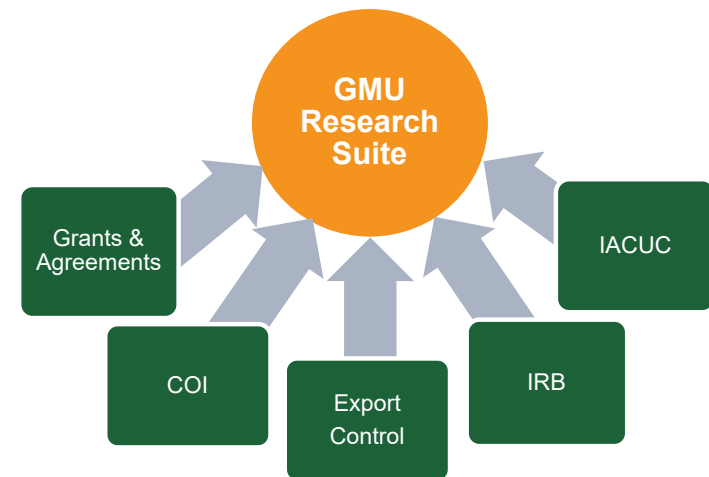 GMU
Research
Suite
Grants &
Agreements
COI
Export
Control
IRB
IACUC